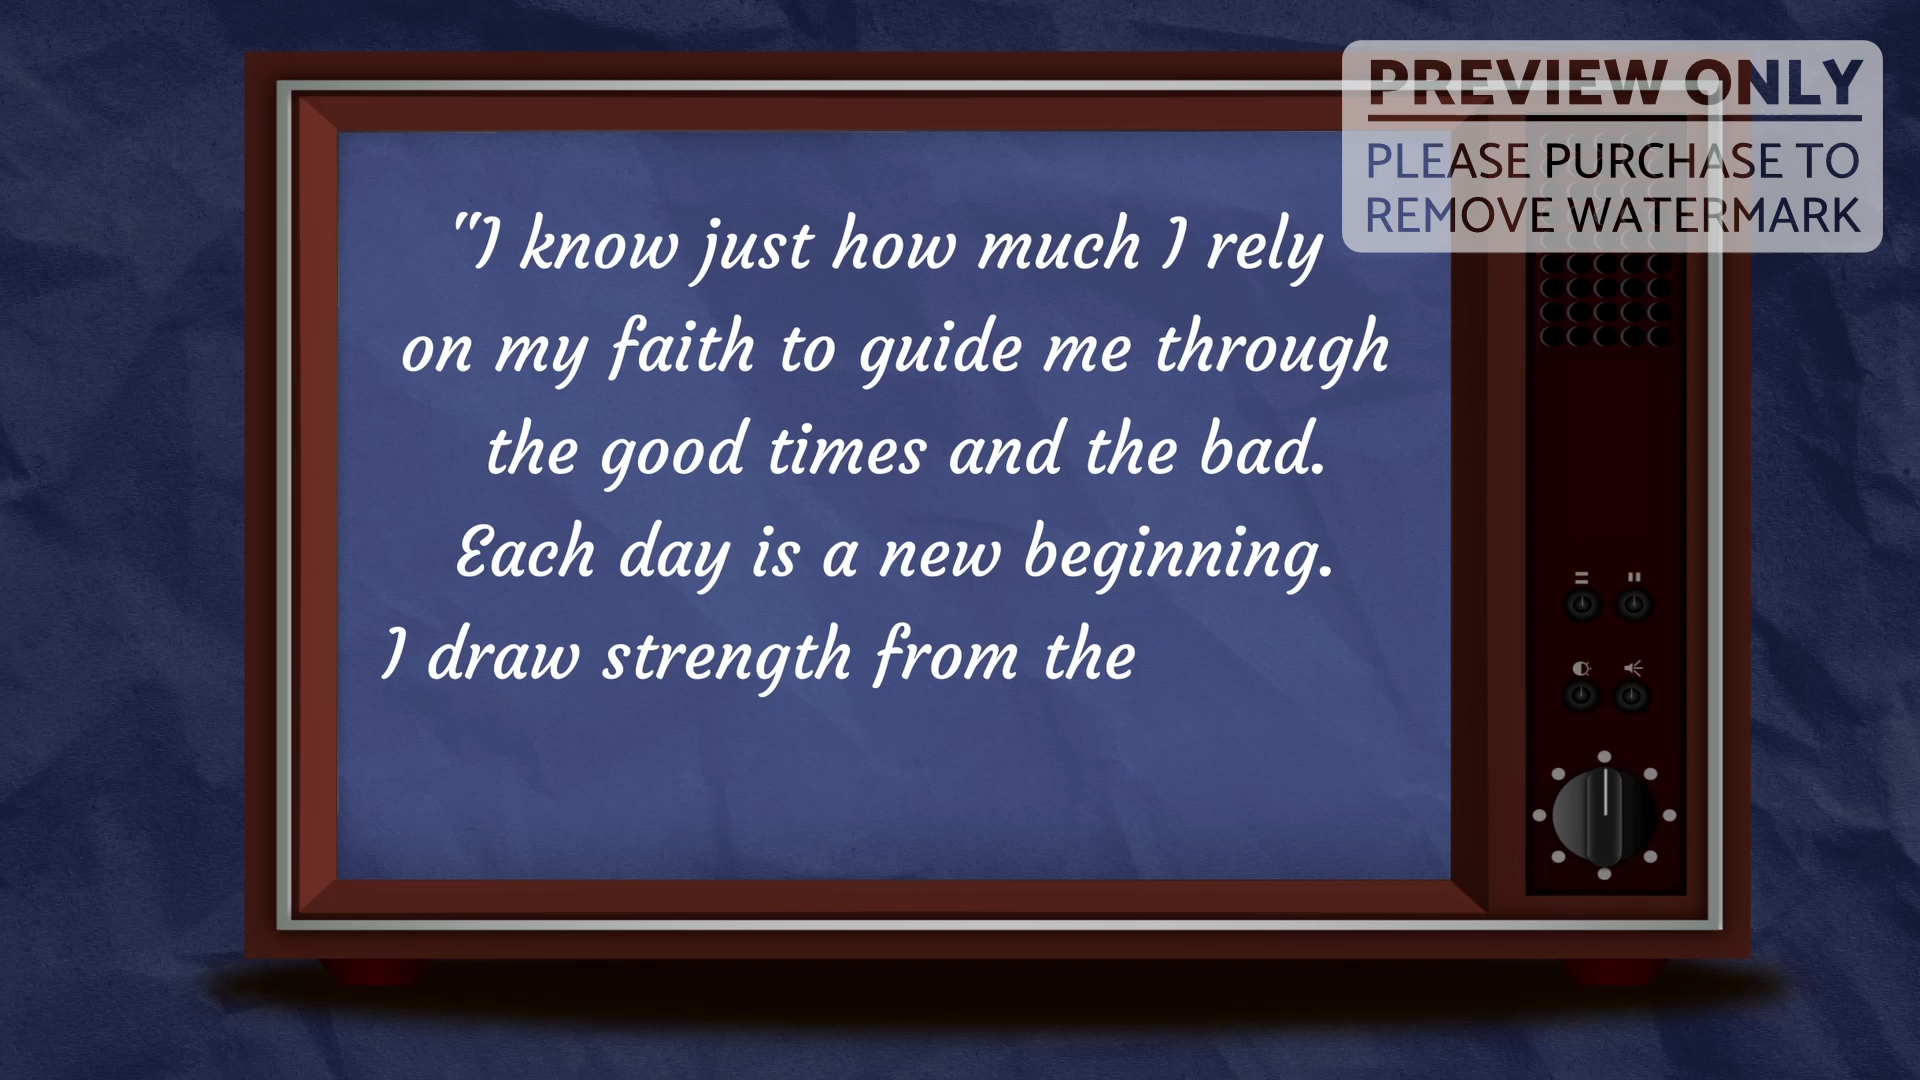 PREVIEW ONLY
PLEASE PURCHASE TO
REMOVE WATERMARK
"I know just how much I rely
on my faith to guide me through
the good times and the bad.
Each day is a new beginning.
I draw strength from the